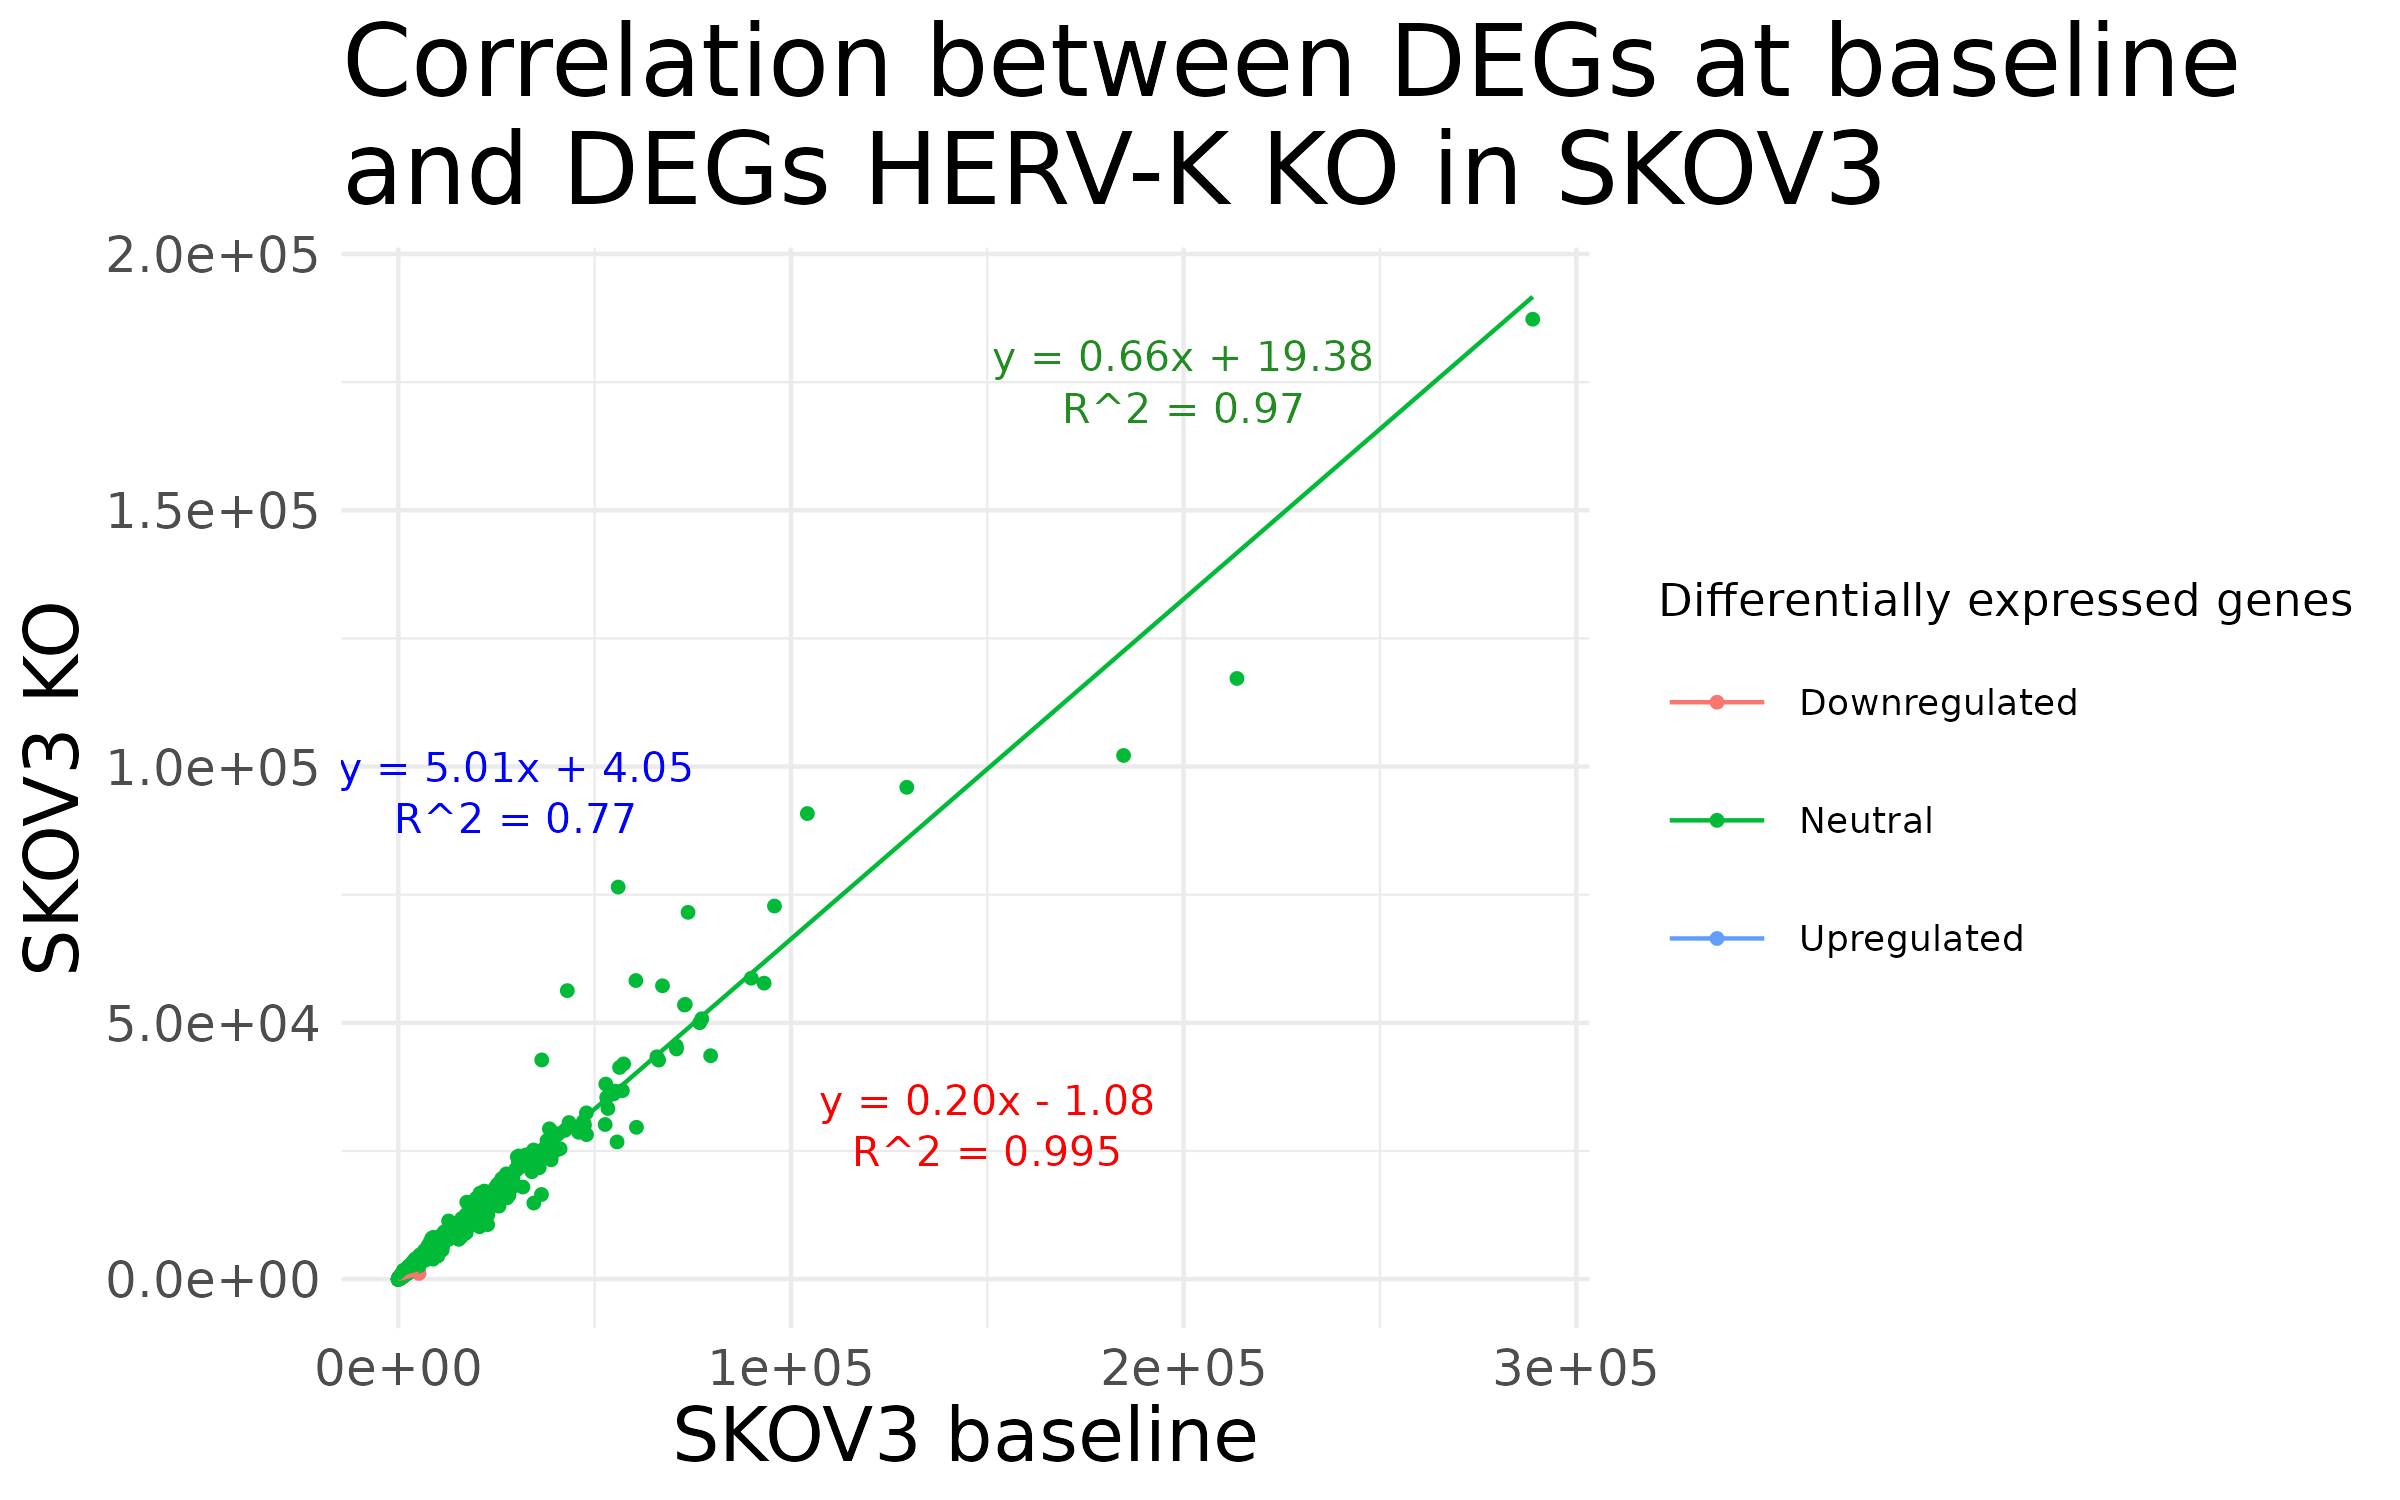 Correlation between DEGs at baseline
and DEGs HERV-K KO in SKOV3
2.0e+05
1.5e+05
1.0e+05
5.0e+04
0.0e+00
SKOV3 KO
y = 0.66x + 19.38
R^2 = 0.97
y = 5.01x + 4.05
R^2 = 0.77
y = 0.20x - 1.08
R^2 = 0.995
0e+00
1e+05
2e+05
3e+05
SKOV3 baseline
Differentially expressed genes
Downregulated
Neutral
Upregulated